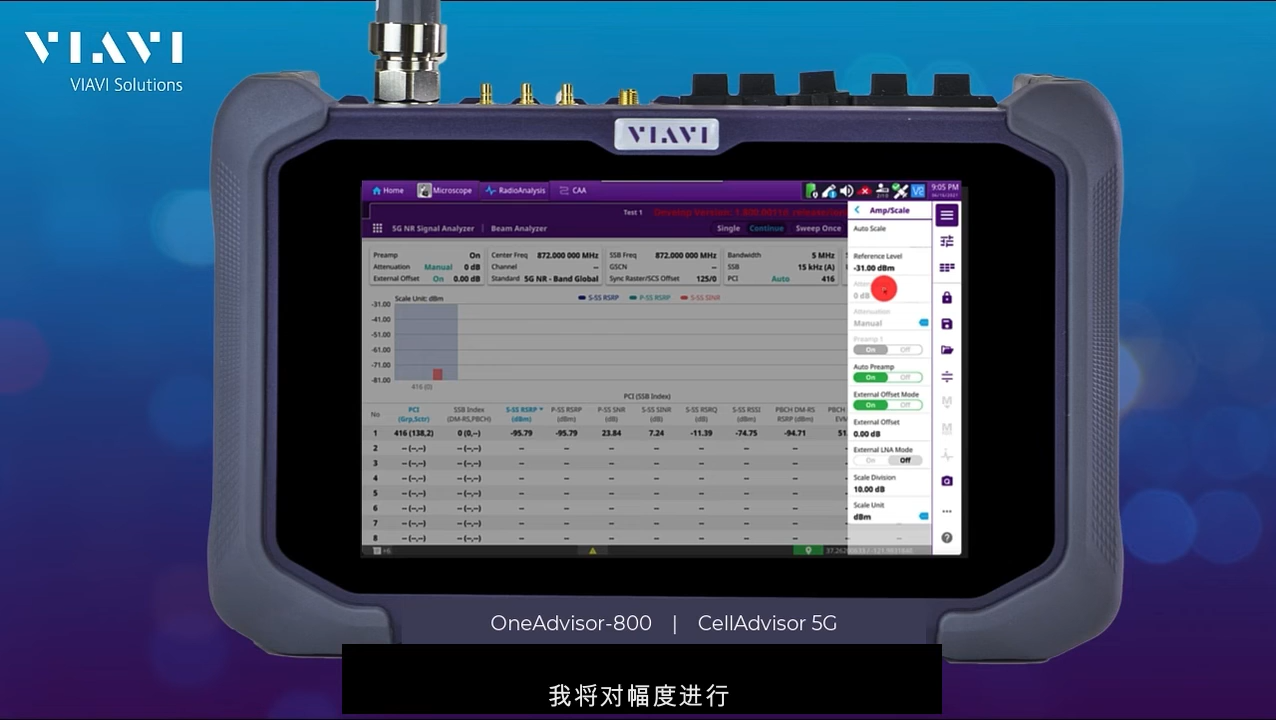 VIAVI
VIAVI Solutions
VIAVI
Home Microscope RadioAnalysis CAA 9:05 PM
Test 1
Amp/Scale
5G NR Signal Analyzer | Beam Analyzer Single Continue Sweep Once
Auto Scale
Preamp On Center Freq 872.000 000 MHz SSB Freq 872.000 000 MHz Bandwidth 5 MHz
Attenuation Manual 0 dB Channel -- GSCN -- SSB 15 kHz (A)
External Offset On 0.00 dB Standard 5G NR - Band Global Sync Raster/SCS Offset 125/0 PCI Auto 416
Reference Level
-31.00 dBm
0 dB
Attenuation
Manual
Preamp 1
On Off
Auto Preamp
On Off
External Offset Mode
On Off
External Offset
0.00 dB
External LNA Mode
On Off
Scale Division
10.00 dB
Scale Unit
dBm
Scale Unit: dBm S-SS RSRP P-SS RSRP S-SS SINR
-31.00
-41.00
-51.00
-61.00
-71.00
-81.00
416 (0)
PCI (SSB Index)
No PCI (Grp,Sctr) SSB Index (DM-RS,PBCH) S-SS RSRP (dBm) P-SS RSRP (dBm) P-SS SNR (dB) S-SS SINR (dB) S-SS RSRQ (dB) S-SS RSSI (dBm) PBCH DM-RS RSRP (dBm) PBCH
1 416 (138,2) 0 (0,--) -95.79 -95.79 23.84 7.24 -11.39 -74.75 -94.71
2 -- (--,--) -- (--,--) -- -- -- -- -- -- --
3 -- (--,--) -- (--,--) -- -- -- -- -- -- --
4 -- (--,--) -- (--,--) -- -- -- -- -- -- --
5 -- (--,--) -- (--,--) -- -- -- -- -- -- --
6 -- (--,--) -- (--,--) -- -- -- -- -- -- --
7 -- (--,--) -- (--,--) -- -- -- -- -- -- --
8 -- (--,--) -- (--,--) -- -- -- -- -- -- --
OneAdvisor-800 | CellAdvisor 5G
我将对幅度进行